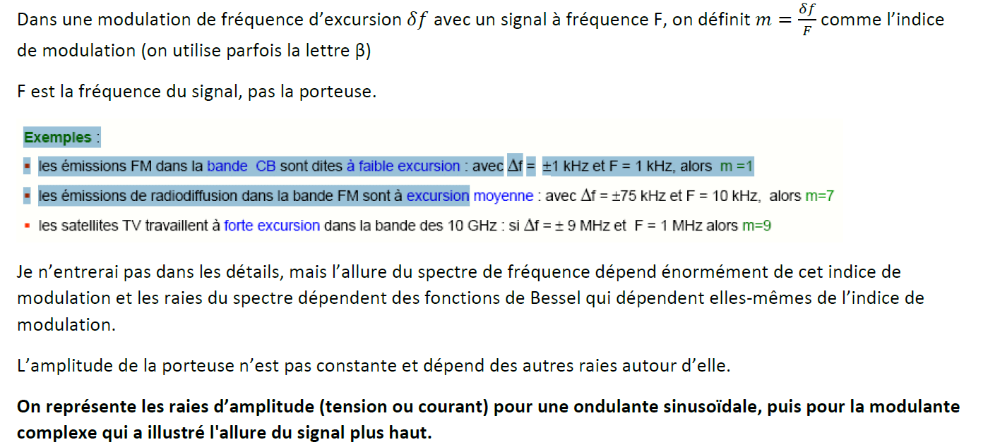 Dans une modulation de fréquence d’excursion δf avec un signal à fréquence F, on définit m = δf/F comme l’indice
de modulation (on utilise parfois la lettre β)
F est la fréquence du signal, pas la porteuse.
Exemples :
▪ les émissions FM dans la bande CB sont dites à faible excursion : avec Δf = ±1 kHz et F = 1 kHz, alors m =1
▪ les émissions de radiodiffusion dans la bande FM sont à excursion moyenne : avec Δf = ±75 kHz et F = 10 kHz, alors m=7
▪ les satellites TV travaillent à forte excursion dans la bande des 10 GHz : si Δf = ± 9 MHz et F = 1 MHz alors m=9
Je n’entrerai pas dans les détails, mais l’allure du spectre de fréquence dépend énormément de cet indice de
modulation et les raies du spectre dépendent des fonctions de Bessel qui dépendent elles-mêmes de l’indice de
modulation.
L’amplitude de la porteuse n’est pas constante et dépend des autres raies autour d’elle.
On représente les raies d’amplitude (tension ou courant) pour une ondulante sinusoïdale, puis pour la modulante
complexe qui a illustré l'allure du signal plus haut.